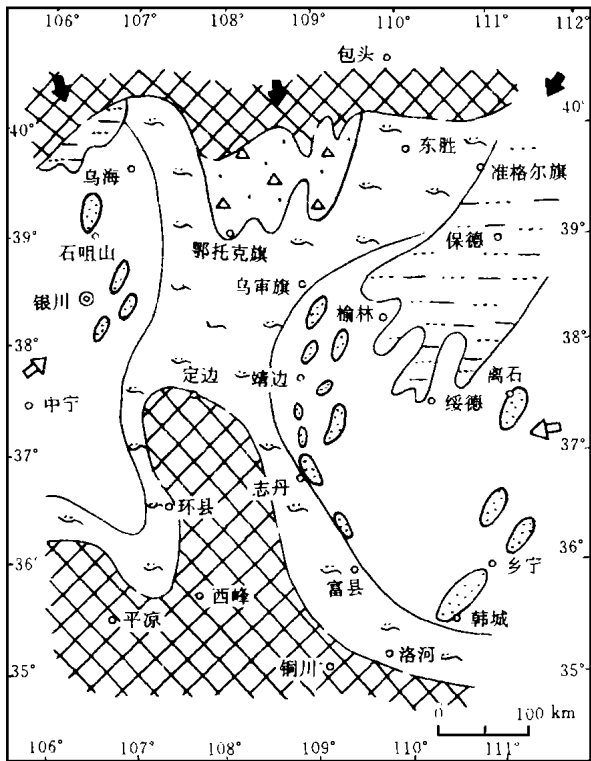 106° 107° 108° 109° 110° 111° 112°
包头
40° 40°
东胜
乌海 准格尔旗
39° 保德 39°
石咀山 鄂托克旗
乌审旗
银川 榆林
38° 38°
定边 靖边 离石
中宁 绥德
37° 37°
志丹
环县
36° 36°
富县 乡宁
西峰
平凉 韩城
铜川 洛河
35° 35°
0 100 km
106° 107° 108° 109° 110° 111°